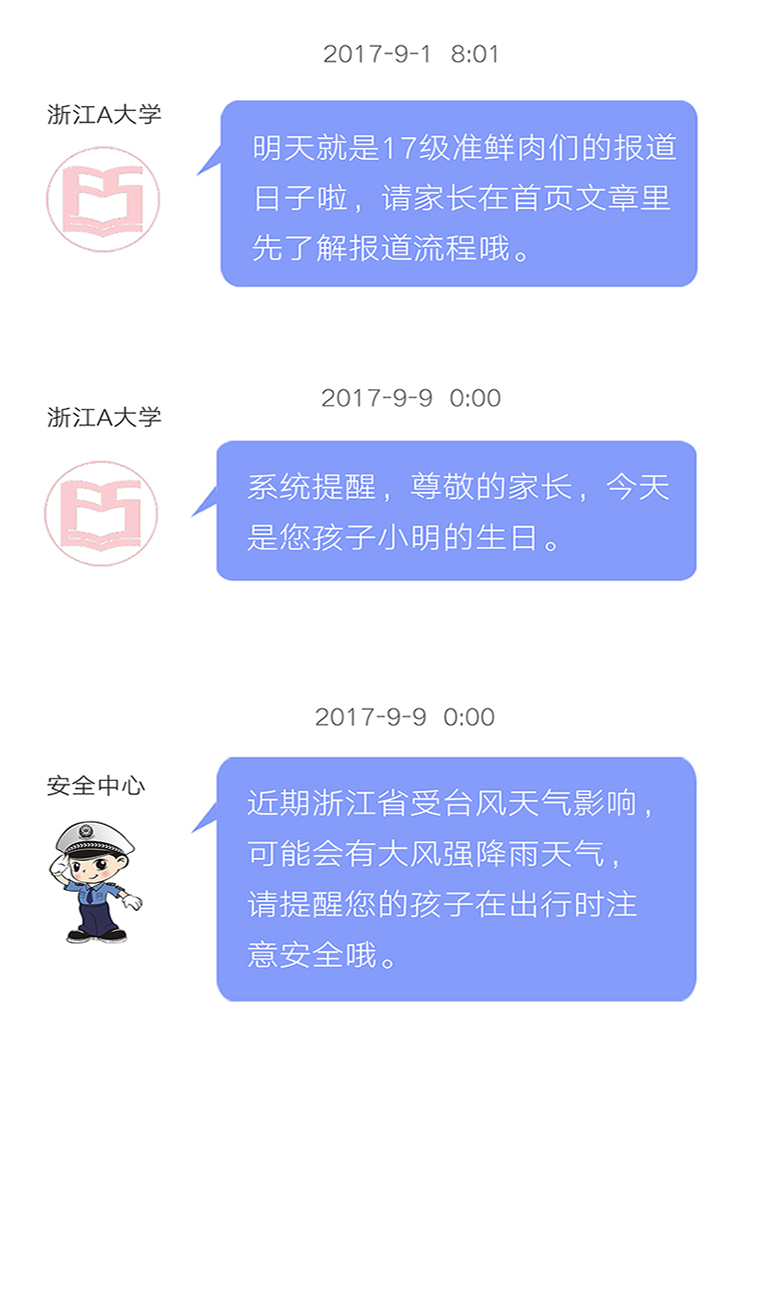 2017-9-1 8:01
浙江A大学
明天就是17级准鲜肉们的报道
日子啦，请家长在首页文章里
先了解报道流程哦。
2017-9-9 0:00
浙江A大学
系统提醒，尊敬的家长，今天
是您孩子小明的生日。
2017-9-9 0:00
安全中心
近期浙江省受台风天气影响，
可能会有大风强降雨天气，
请提醒您的孩子在出行时注
意安全哦。